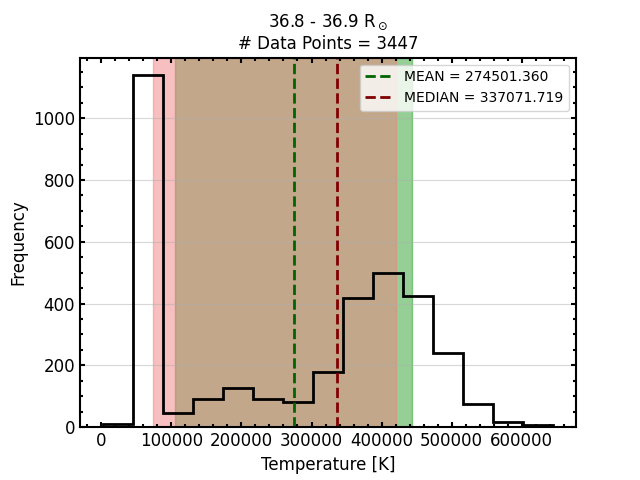 36.8 - 36.9 R⊙
# Data Points = 3447
MEAN = 274501.360
MEDIAN = 337071.719
Frequency
1000
800
600
400
200
0
0 100000 200000 300000 400000 500000 600000
Temperature [K]